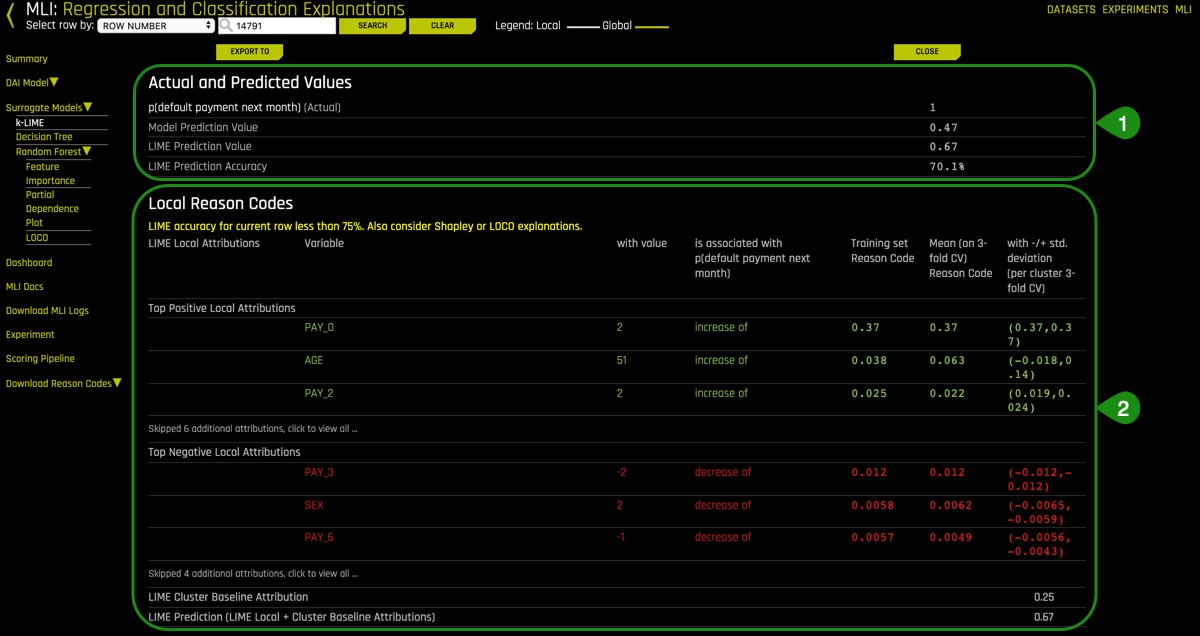 MLI: Regression and Classification Explanations
DATASETS EXPERIMENTS MLI
Select row by: ROW NUMBER 14791 SEARCH CLEAR Legend: Local Global
EXPORT TO CLOSE
Summary
DAI Model
Surrogate Models
k-LIME
Decision Tree
Random Forest
Feature
Importance
Partial
Dependence
Plot
LOCO
Dashboard
MLI Docs
Download MLI Logs
Experiment
Scoring Pipeline
Download Reason Codes
Actual and Predicted Values
p(default payment next month) (Actual) 1
Model Prediction Value 0.47
LIME Prediction Value 0.67
LIME Prediction Accuracy 70.1%
1
Local Reason Codes
LIME accuracy for current row less than 75%. Also consider Shapley or LOCO explanations.
LIME Local Attributions Variable with value is associated with Training set Mean (on 3- with -/+ std.
p(default payment next Reason Code fold CV) deviation
month) Reason Code (per cluster 3-
fold CV)
Top Positive Local Attributions
PAY_0 2 increase of 0.37 0.37 (0.37,0.3
7)
AGE 51 increase of 0.038 0.063 (-0.018,0
.14)
PAY_2 2 increase of 0.025 0.022 (0.019,0.
024)
2
Skipped 6 additional attributions, click to view all ...
Top Negative Local Attributions
PAY_3 -2 decrease of 0.012 0.012 (-0.012,-
0.012)
SEX 2 decrease of 0.0058 0.0062 (-0.0065,
-0.0059)
PAY_6 -1 decrease of 0.0057 0.0049 (-0.0056,
-0.0043)
Skipped 4 additional attributions, click to view all ...
LIME Cluster Baseline Attribution 0.25
LIME Prediction (LIME Local + Cluster Baseline Attributions) 0.67